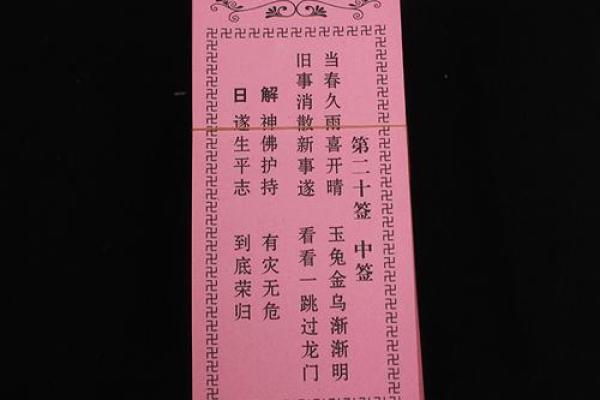 第二十签 中签
当春久雨喜开晴 玉兔金乌渐渐明
旧事消散新事遂 看看一跳过龙门
解 神佛护持 有灾无危
日 遂生平志 到底荣归